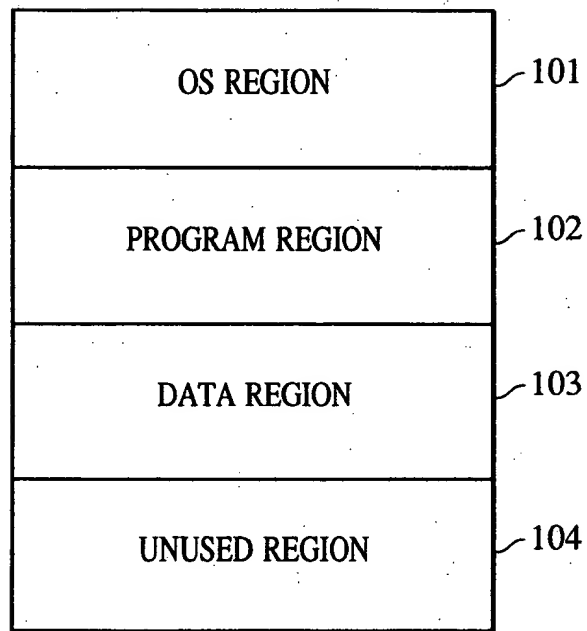 OS REGION 101
PROGRAM REGION 102
DATA REGION 103
UNUSED REGION 104